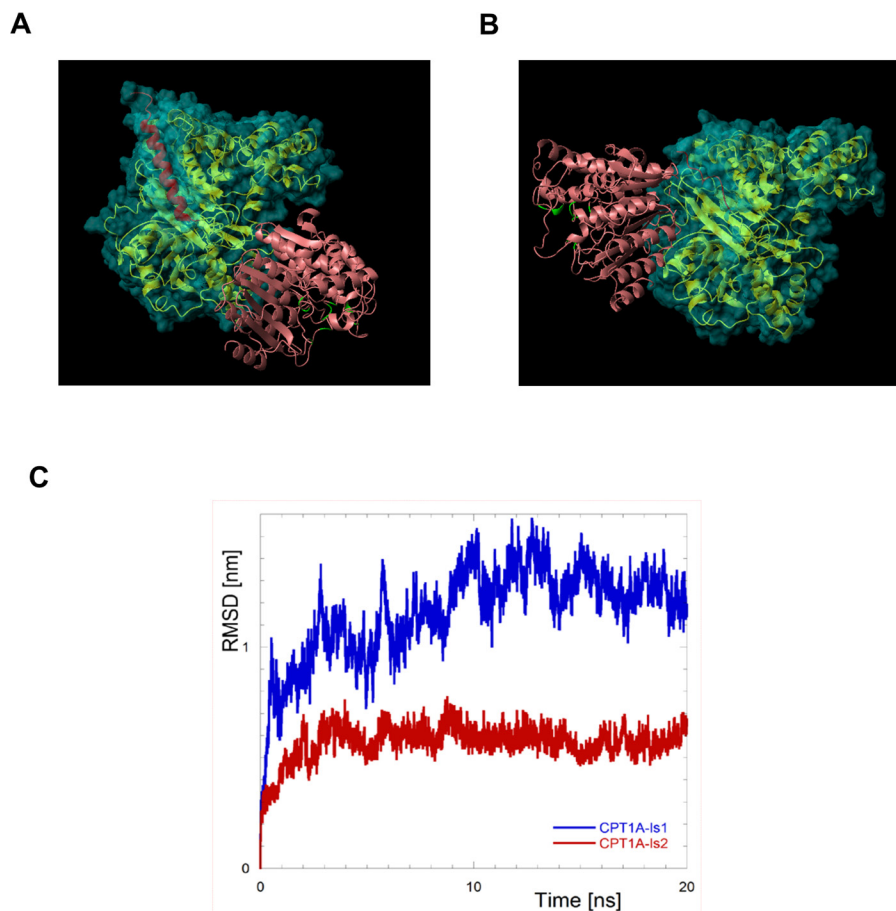 A
B
C
RMSD [nm]
1
0
CPT1A-Is1
CPT1A-Is2
0
10
20
Time [ns]